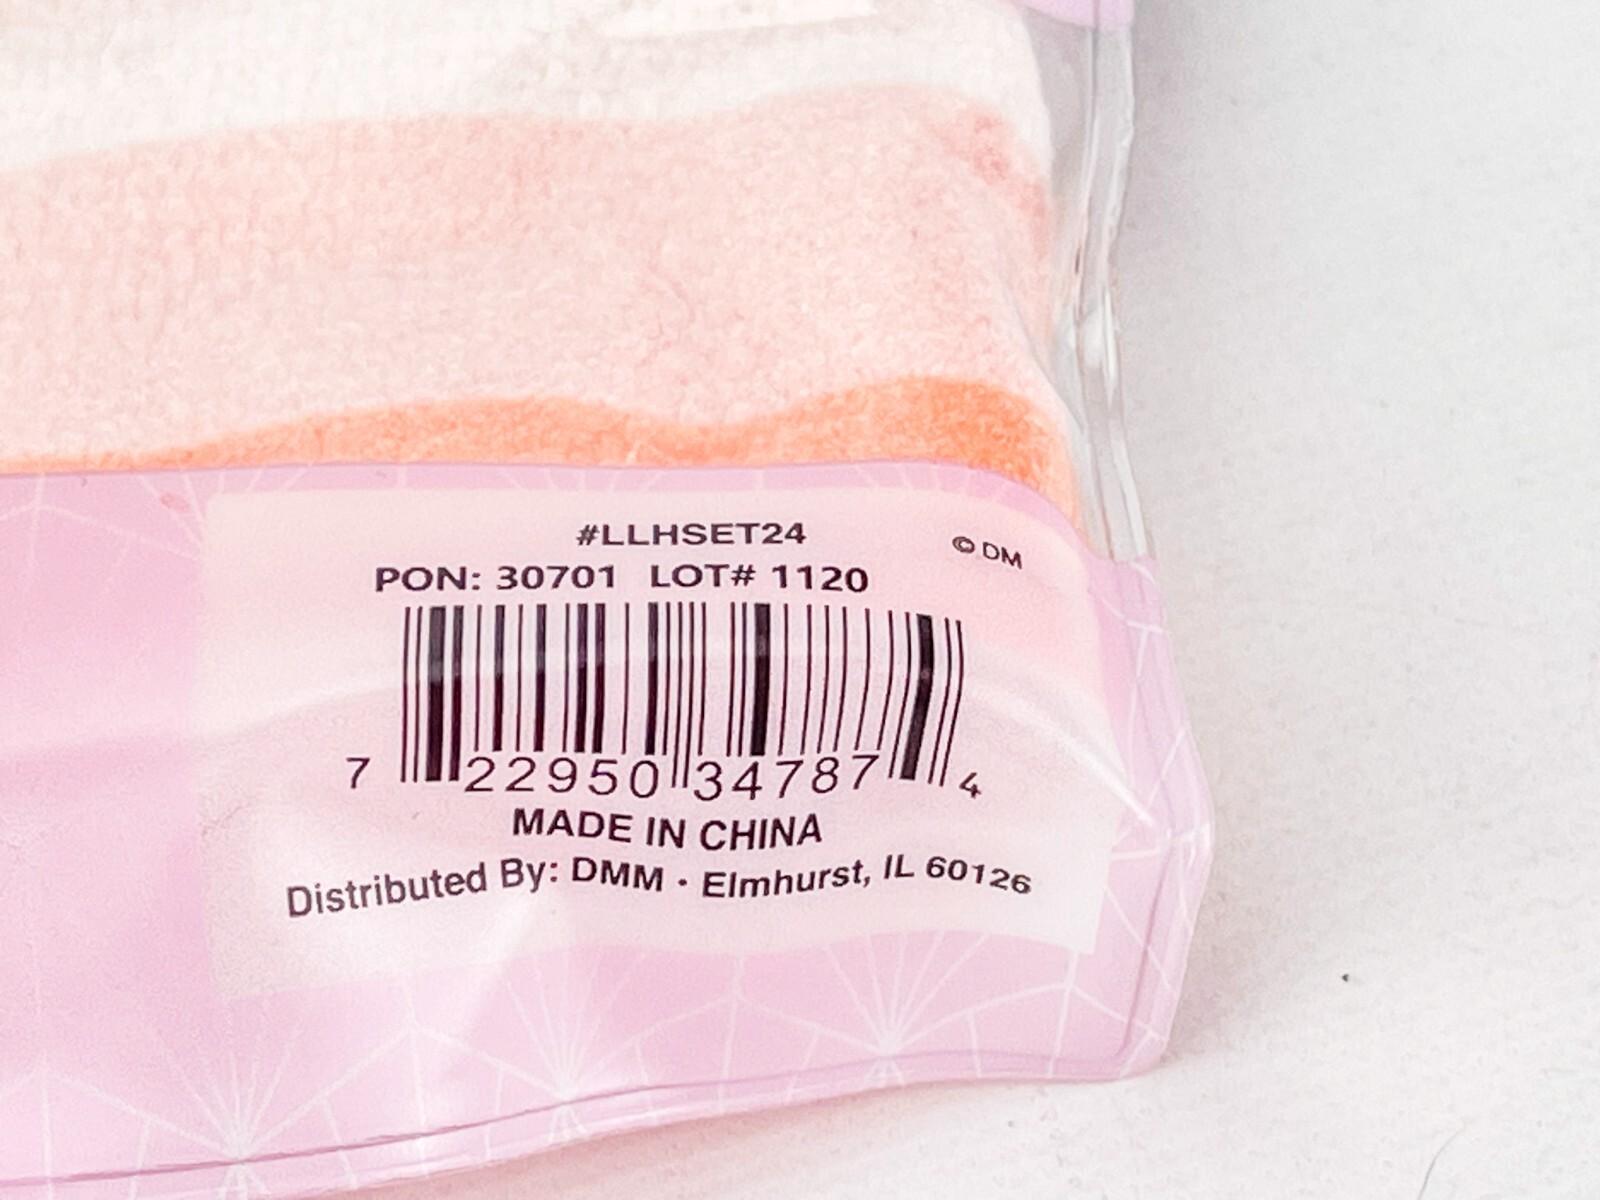 #LLHSET24
© DM
PON: 30701 LOT# 1120
7 22950 34787 4
MADE IN CHINA
Distributed By: DMM · Elmhurst, IL 60126